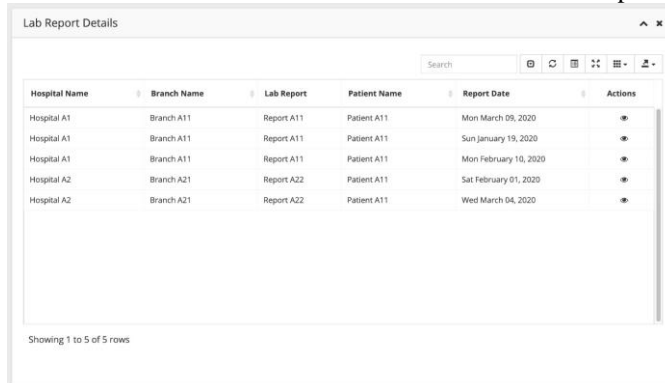 Lab Report Details
Search
Hospital Name Branch Name Lab Report Patient Name Report Date Actions
Hospital A1 Branch A11 Report A11 Patient A11 Mon March 09, 2020
Hospital A1 Branch A11 Report A11 Patient A11 Sun January 19, 2020
Hospital A1 Branch A11 Report A11 Patient A11 Mon February 10, 2020
Hospital A2 Branch A21 Report A22 Patient A11 Sat February 01, 2020
Hospital A2 Branch A21 Report A22 Patient A11 Wed March 04, 2020
Showing 1 to 5 of 5 rows